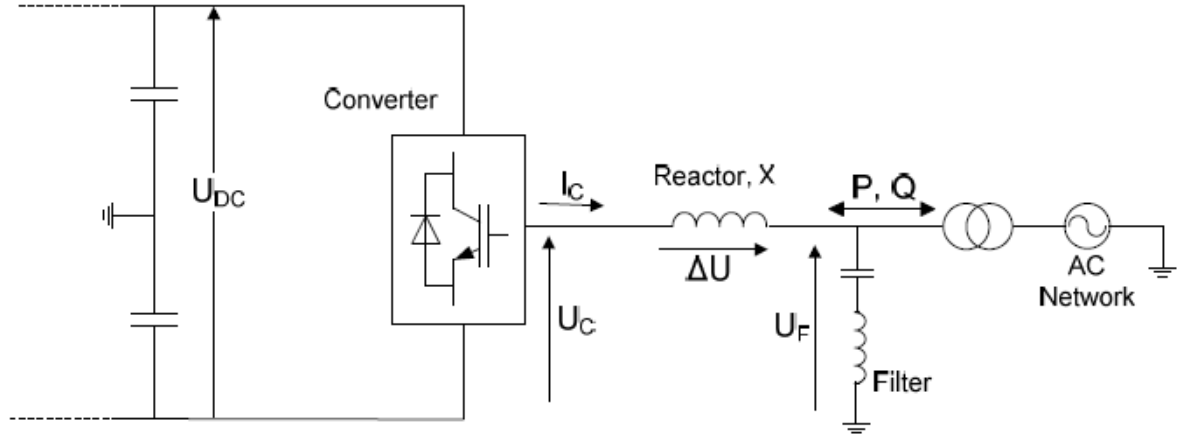 Converter
U_DC
I_C
Reactor, X
P, Q
ΔU
U_C
U_F
AC
Network
Filter